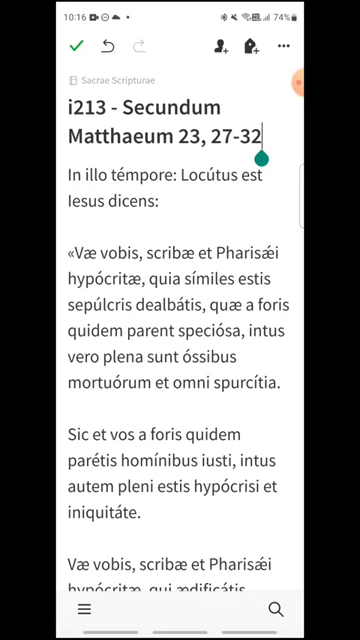 10:16
74%
Sacrae Scripturae
i213 - Secundum
Matthaeum 23, 27-32
In illo témpore: Locútus est
Iesus dicens:
«Væ vobis, scribæ et Pharisǽi
hypócritæ, quia símiles estis
sepúlcris dealbátis, quæ a foris
quidem parent speciósa, intus
vero plena sunt óssibus
mortuórum et omni spurcítia.
Sic et vos a foris quidem
parétis homínibus iusti, intus
autem pleni estis hypócrisi et
iniquitáte.
Væ vobis, scribæ et Pharisǽi
hypócritæ, qui ædificátis